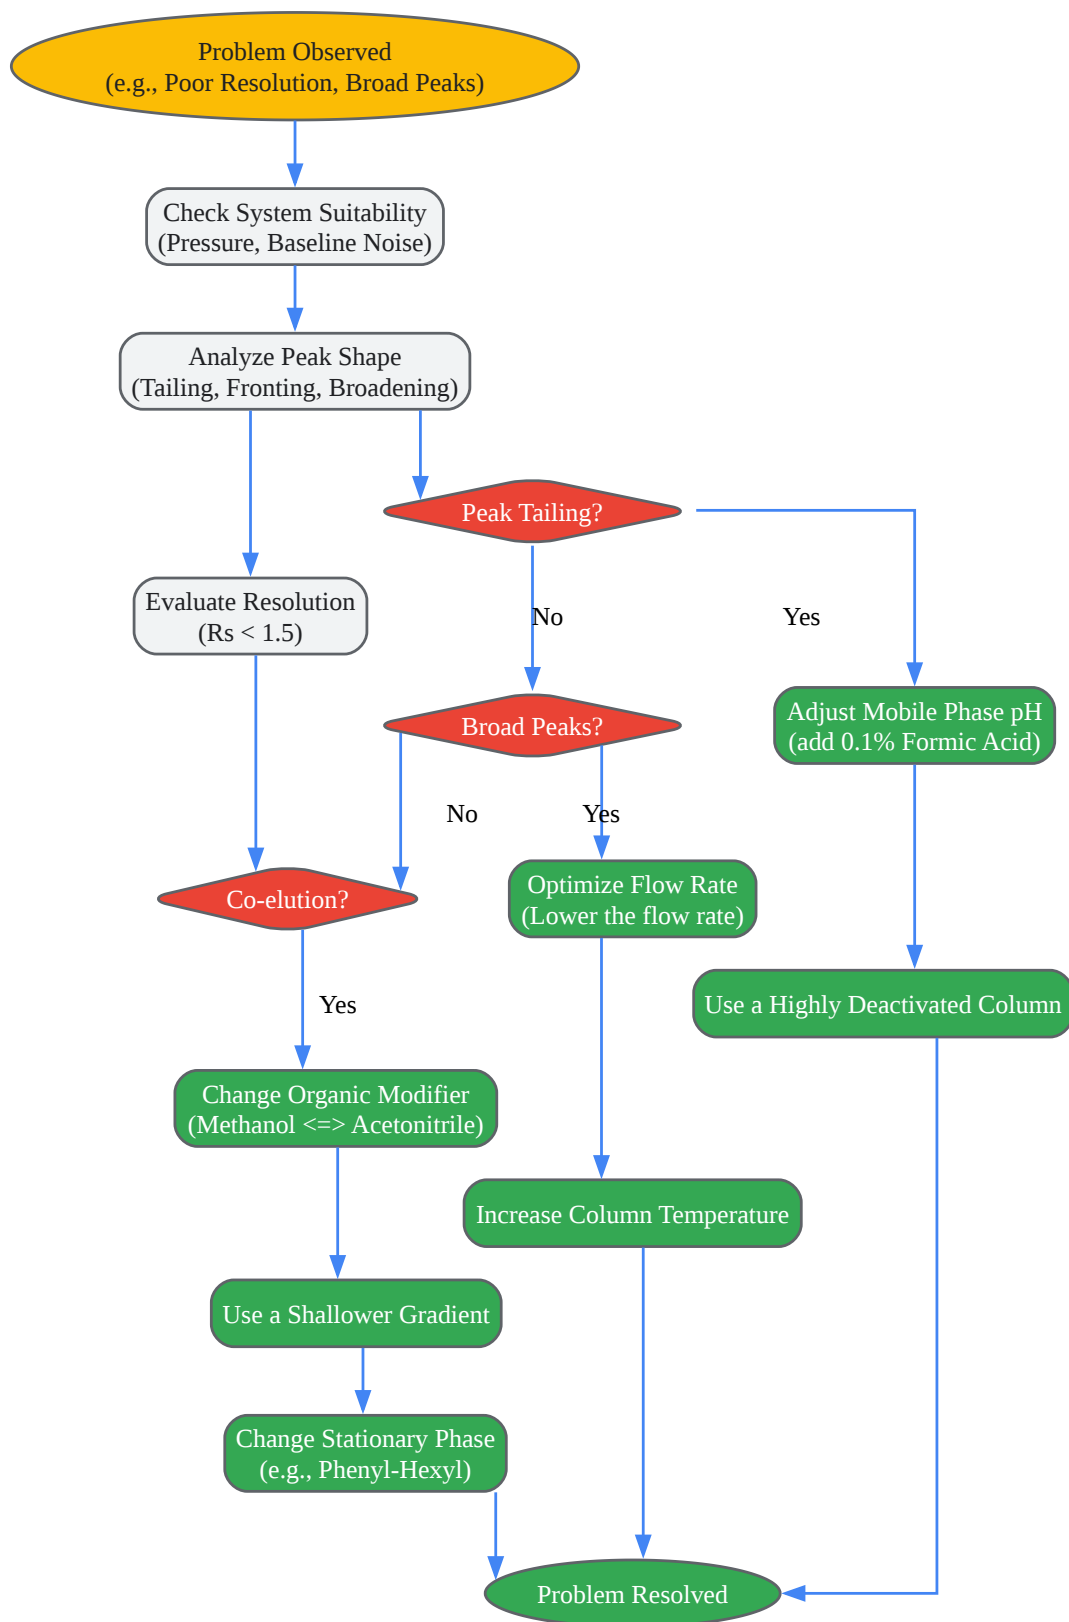 Problem Observed
(e.g., Poor Resolution, Broad Peaks)
Check System Suitability
(Pressure, Baseline Noise)
Analyze Peak Shape
(Tailing, Fronting, Broadening)
Peak Tailing?
Evaluate Resolution
(Rs < 1.5)
No
Yes
Broad Peaks?
Adjust Mobile Phase pH
(add 0.1% Formic Acid)
No
Yes
Co-elution?
Optimize Flow Rate
(Lower the flow rate)
Yes
Use a Highly Deactivated Column
Change Organic Modifier
(Methanol <=> Acetonitrile)
Increase Column Temperature
Use a Shallower Gradient
Change Stationary Phase
(e.g., Phenyl-Hexyl)
Problem Resolved